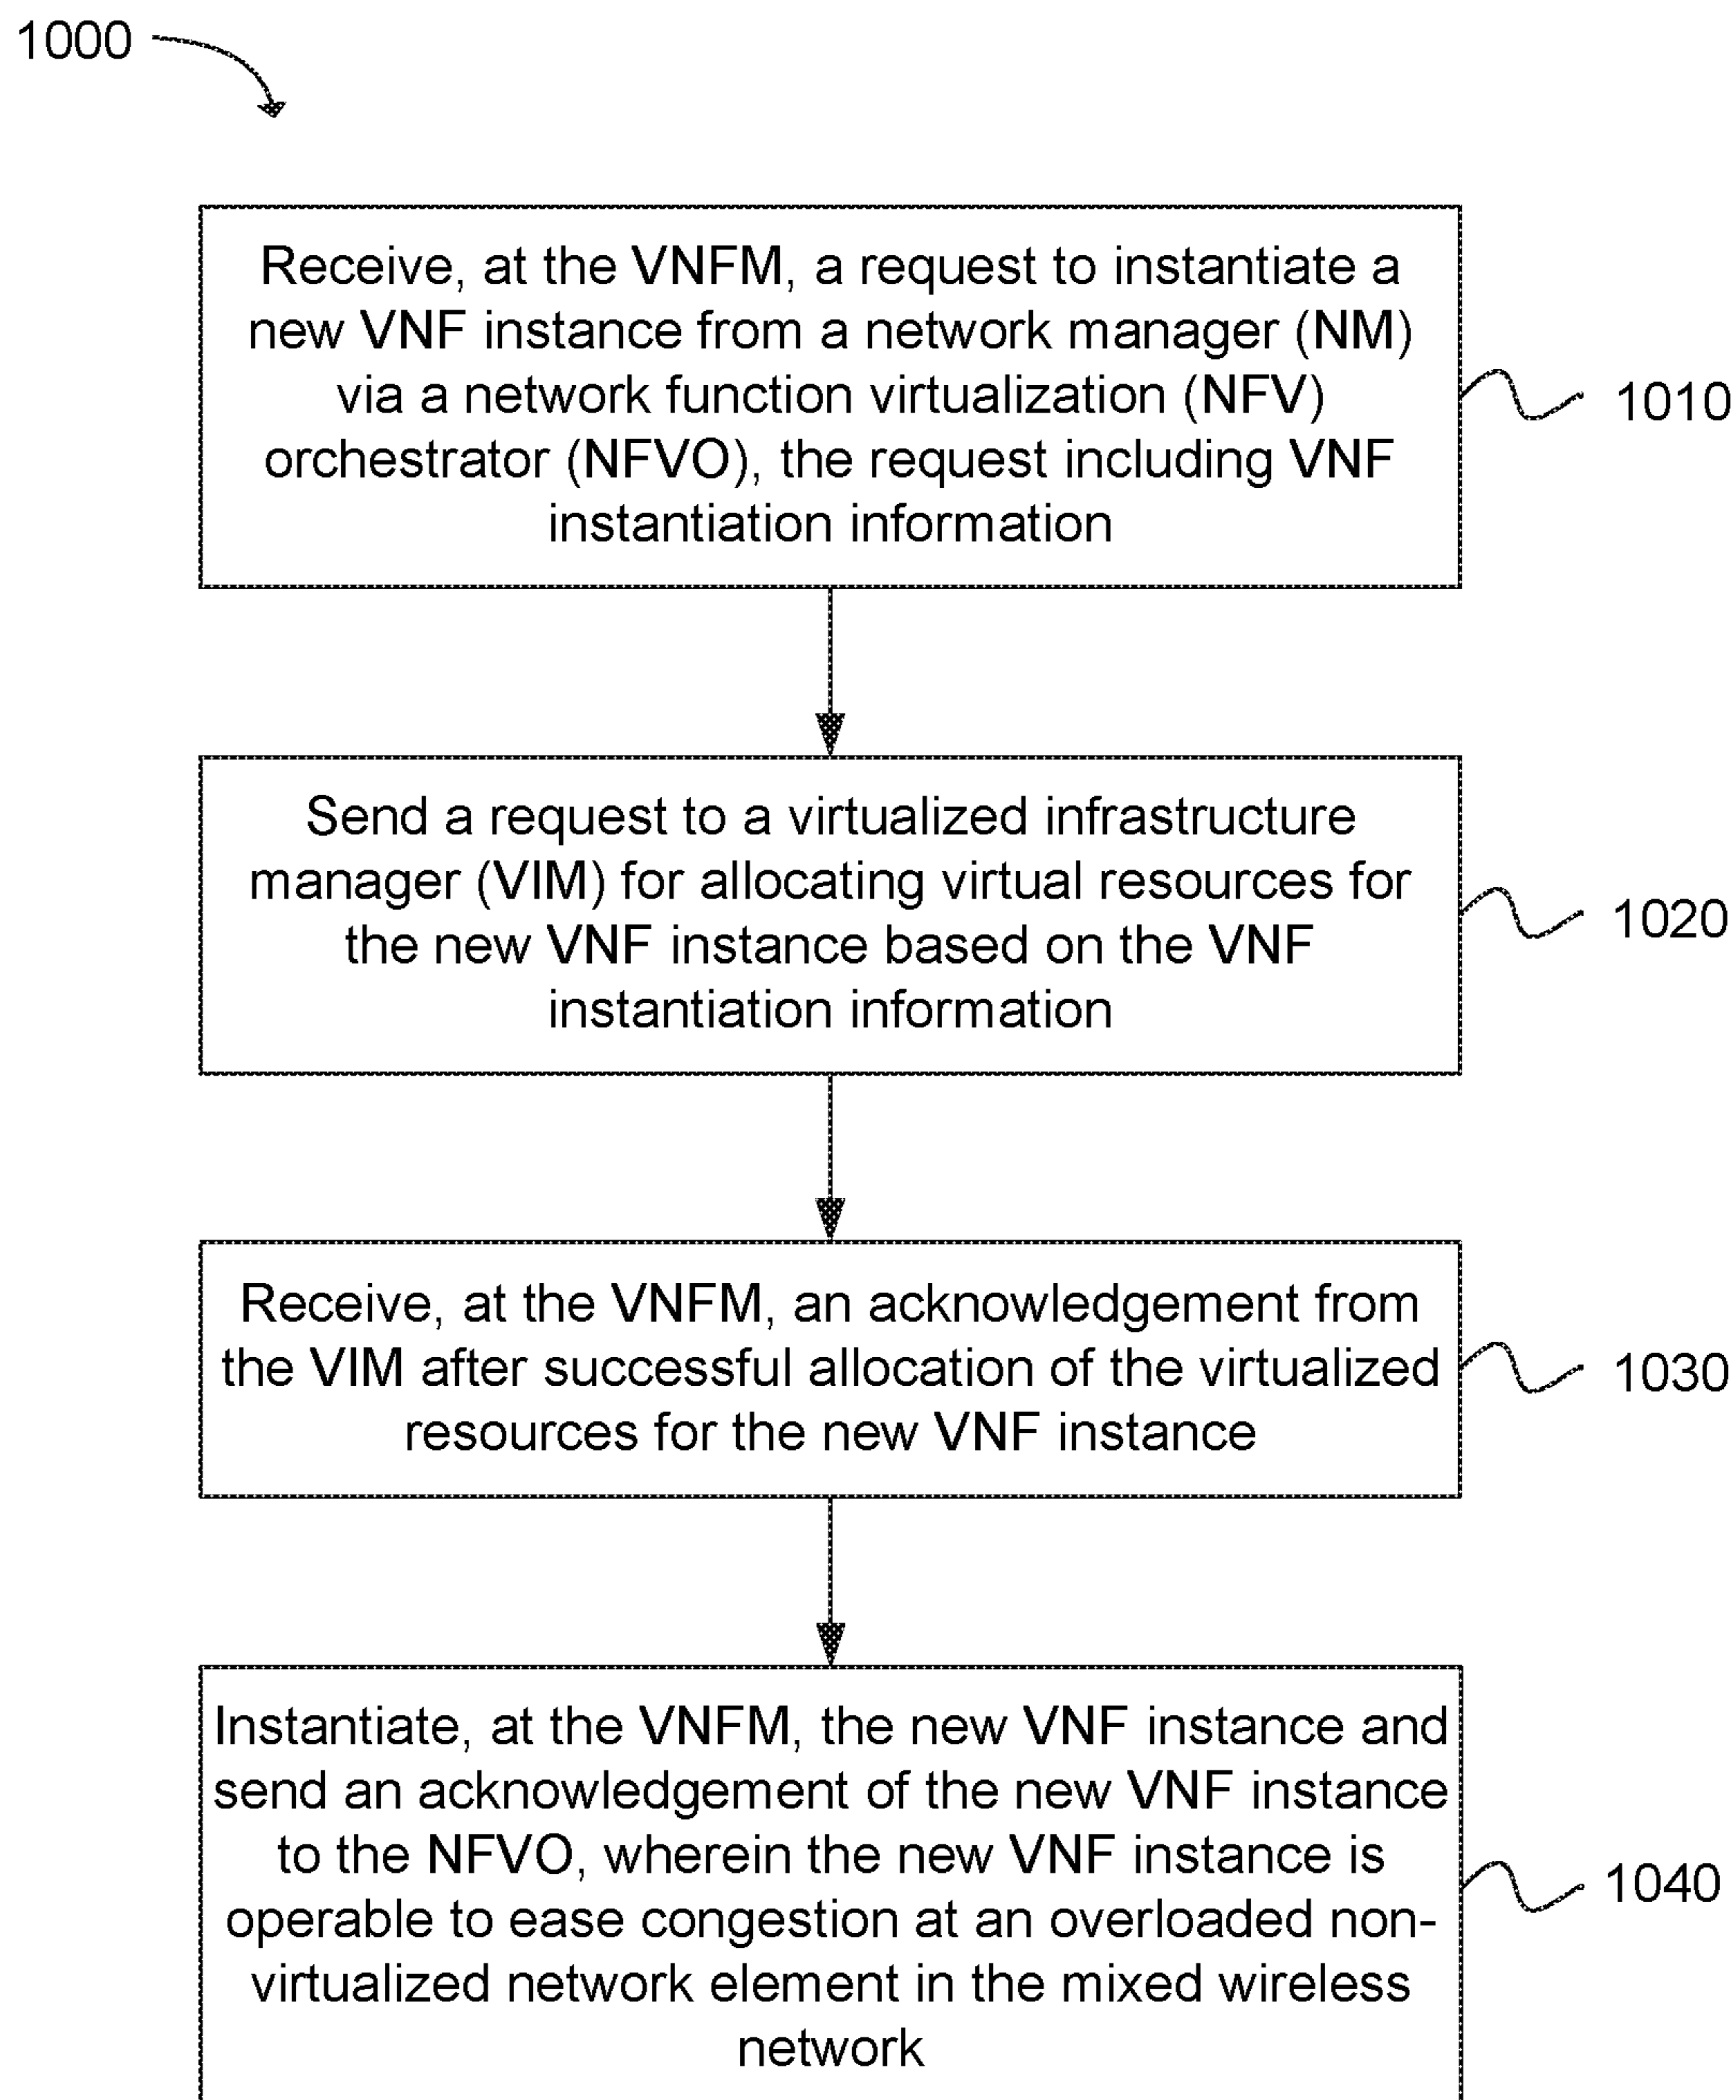 1000
Receive, at the VNFM, a request to instantiate a
new VNF instance from a network manager (NM)
via a network function virtualization (NFV)
orchestrator (NFVO), the request including VNF
instantiation information
1010
Send a request to a virtualized infrastructure
manager (VIM) for allocating virtual resources for
the new VNF instance based on the VNF
instantiation information
1020
Receive, at the VNFM, an acknowledgement from
the VIM after successful allocation of the virtualized
resources for the new VNF instance
1030
Instantiate, at the VNFM, the new VNF instance and
send an acknowledgement of the new VNF instance
to the NFVO, wherein the new VNF instance is
operable to ease congestion at an overloaded non-
virtualized network element in the mixed wireless
network
1040